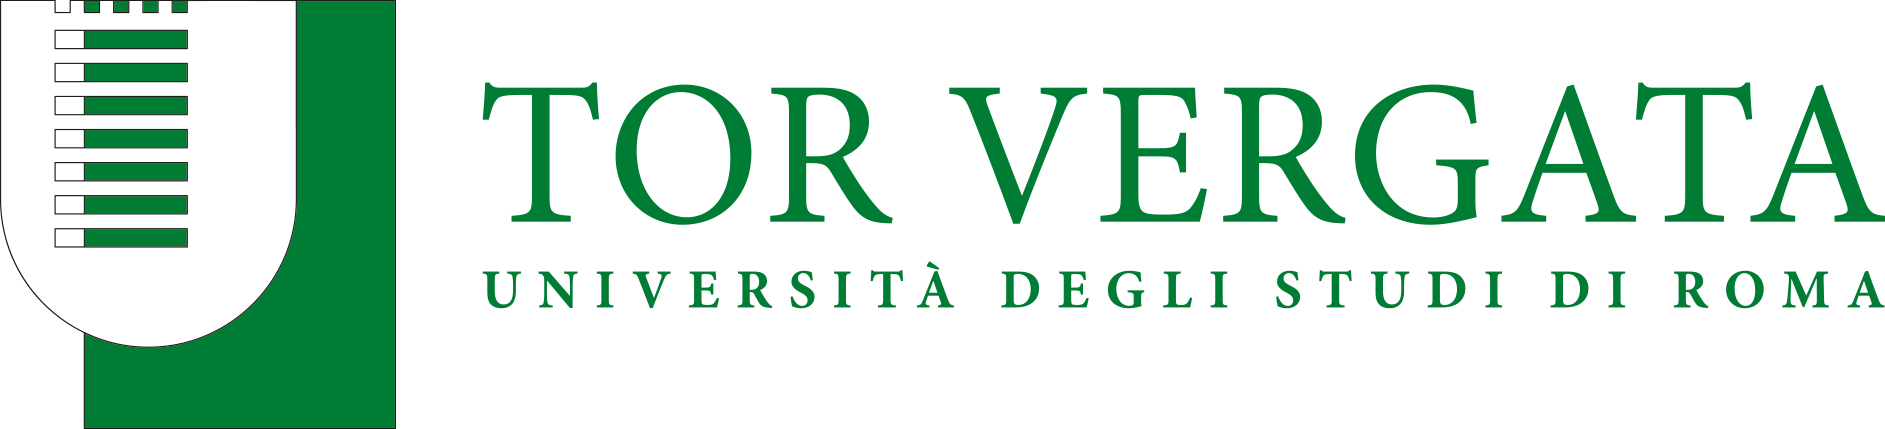 TOR VERGATA
UNIVERSITÀ DEGLI STUDI DI ROMA